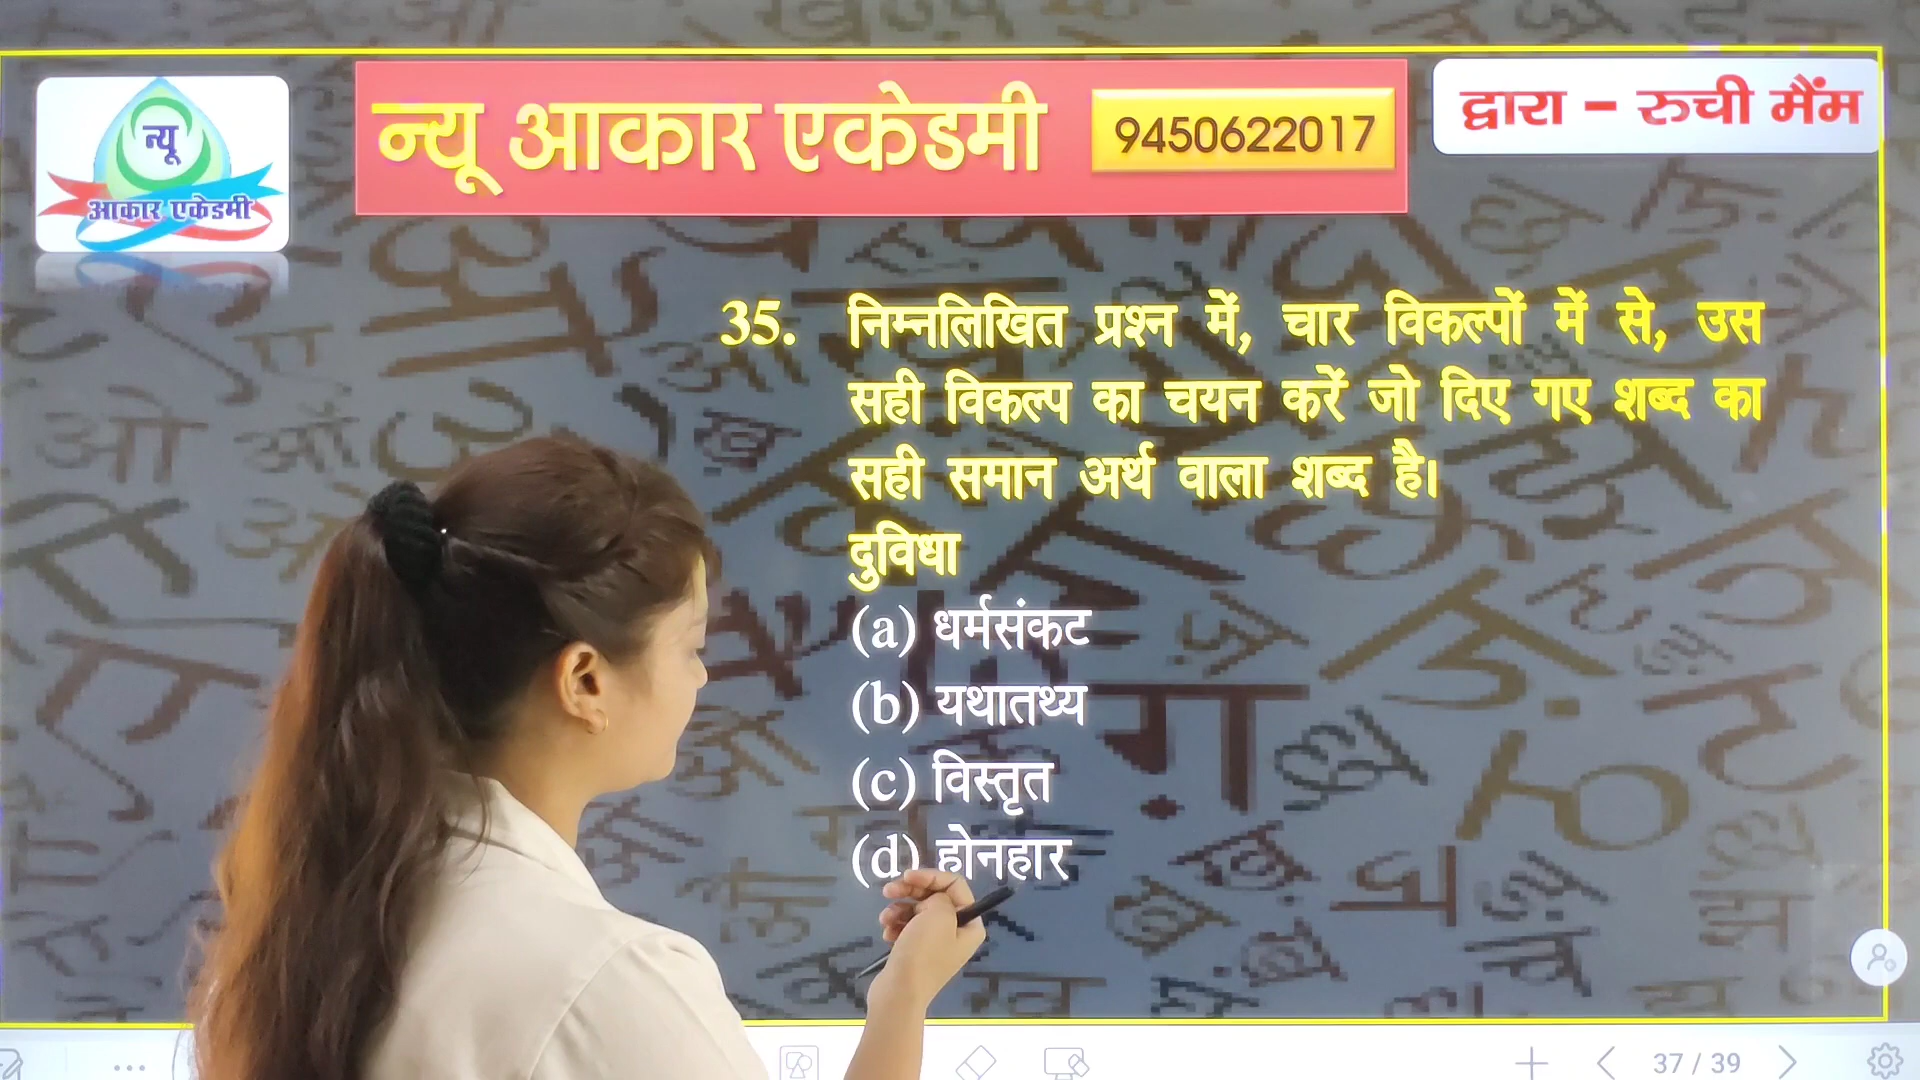 न्यू
आकार एकेडमी
न्यू आकार एकेडमी
9450622017
द्वारा – रुची मैंम
35. निम्नलिखित प्रश्न में, चार विकल्पों में से, उस
सही विकल्प का चयन करें जो दिए गए शब्द का
सही समान अर्थ वाला शब्द है।
दुविधा
(a) धर्मसंकट
(b) यथातथ्य
(c) विस्तृत
(d) होनहार
37 / 39